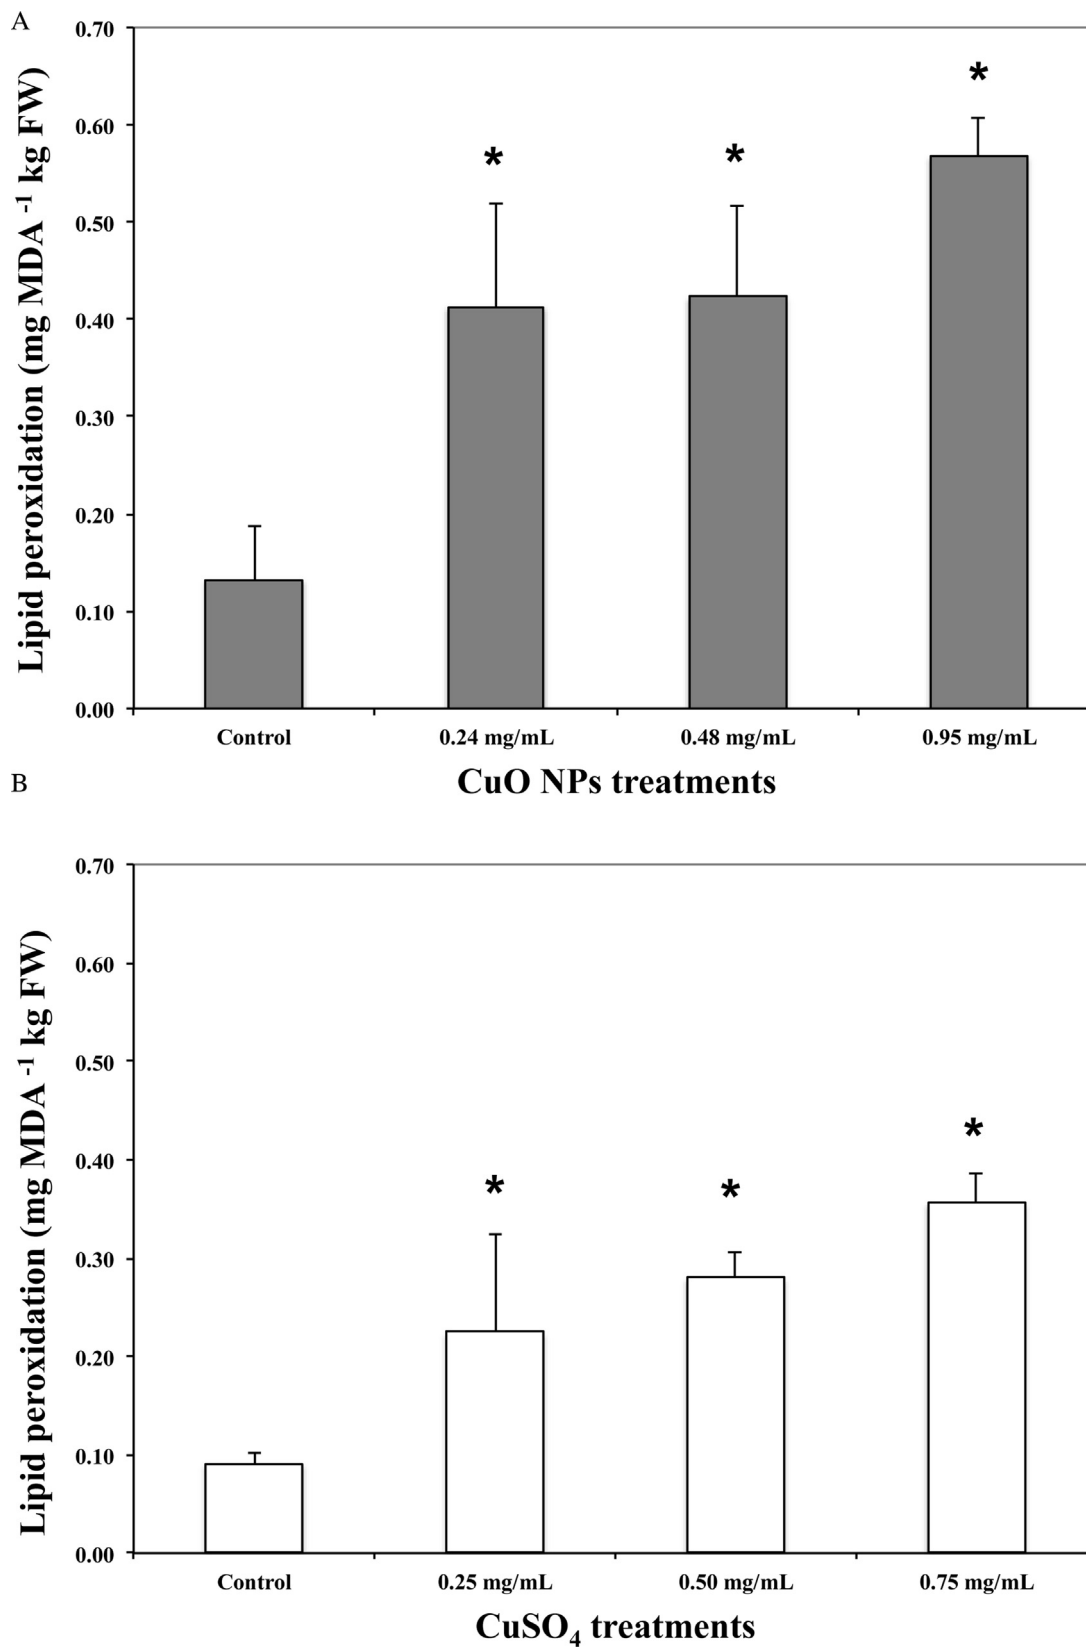 A
Lipid peroxidation (mg MDA -1 kg FW)
0.70
0.60
0.50
0.40
0.30
0.20
0.10
0.00
*
*
*
Control
0.24 mg/mL
0.48 mg/mL
0.95 mg/mL
CuO NPs treatments
B
Lipid peroxidation (mg MDA -1 kg FW)
0.70
0.60
0.50
0.40
0.30
0.20
0.10
0.00
*
*
*
Control
0.25 mg/mL
0.50 mg/mL
0.75 mg/mL
CuSO4 treatments